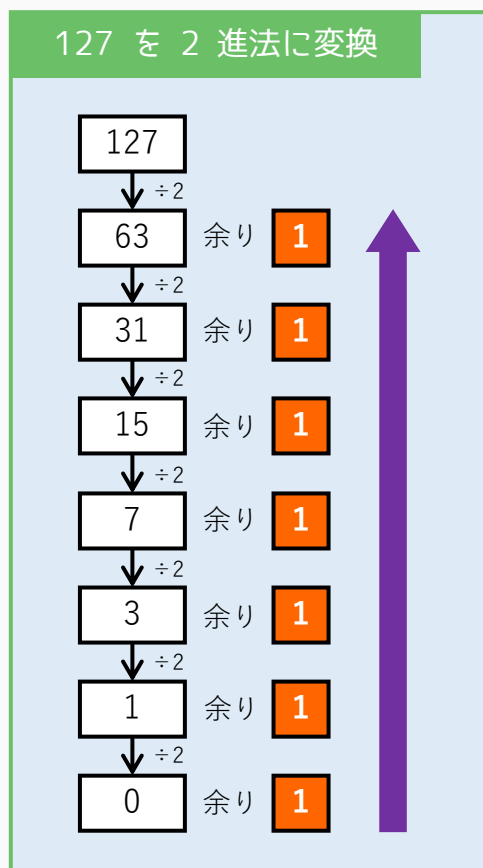 127 を 2 進法に変換
127
÷2
63 余り 1
÷2
31 余り 1
÷2
15 余り 1
÷2
7 余り 1
÷2
3 余り 1
÷2
1 余り 1
÷2
0 余り 1